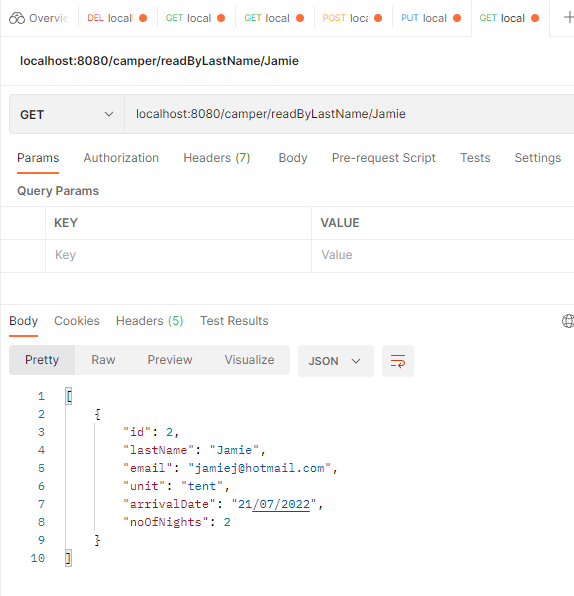 Overvie DEL local GET local GET local POST loca PUT local GET local
localhost:8080/camper/readByLastName/Jamie
GET localhost:8080/camper/readByLastName/Jamie
Params Authorization Headers (7) Body Pre-request Script Tests Settings
Query Params
KEY VALUE
Key Value
Body Cookies Headers (5) Test Results
Pretty Raw Preview Visualize JSON
1 [
2 {
3 "id": 2,
4 "lastName": "Jamie",
5 "email": "jamiej@hotmail.com",
6 "unit": "tent",
7 "arrivalDate": "21/07/2022",
8 "noOfNights": 2
9 }
10 ]